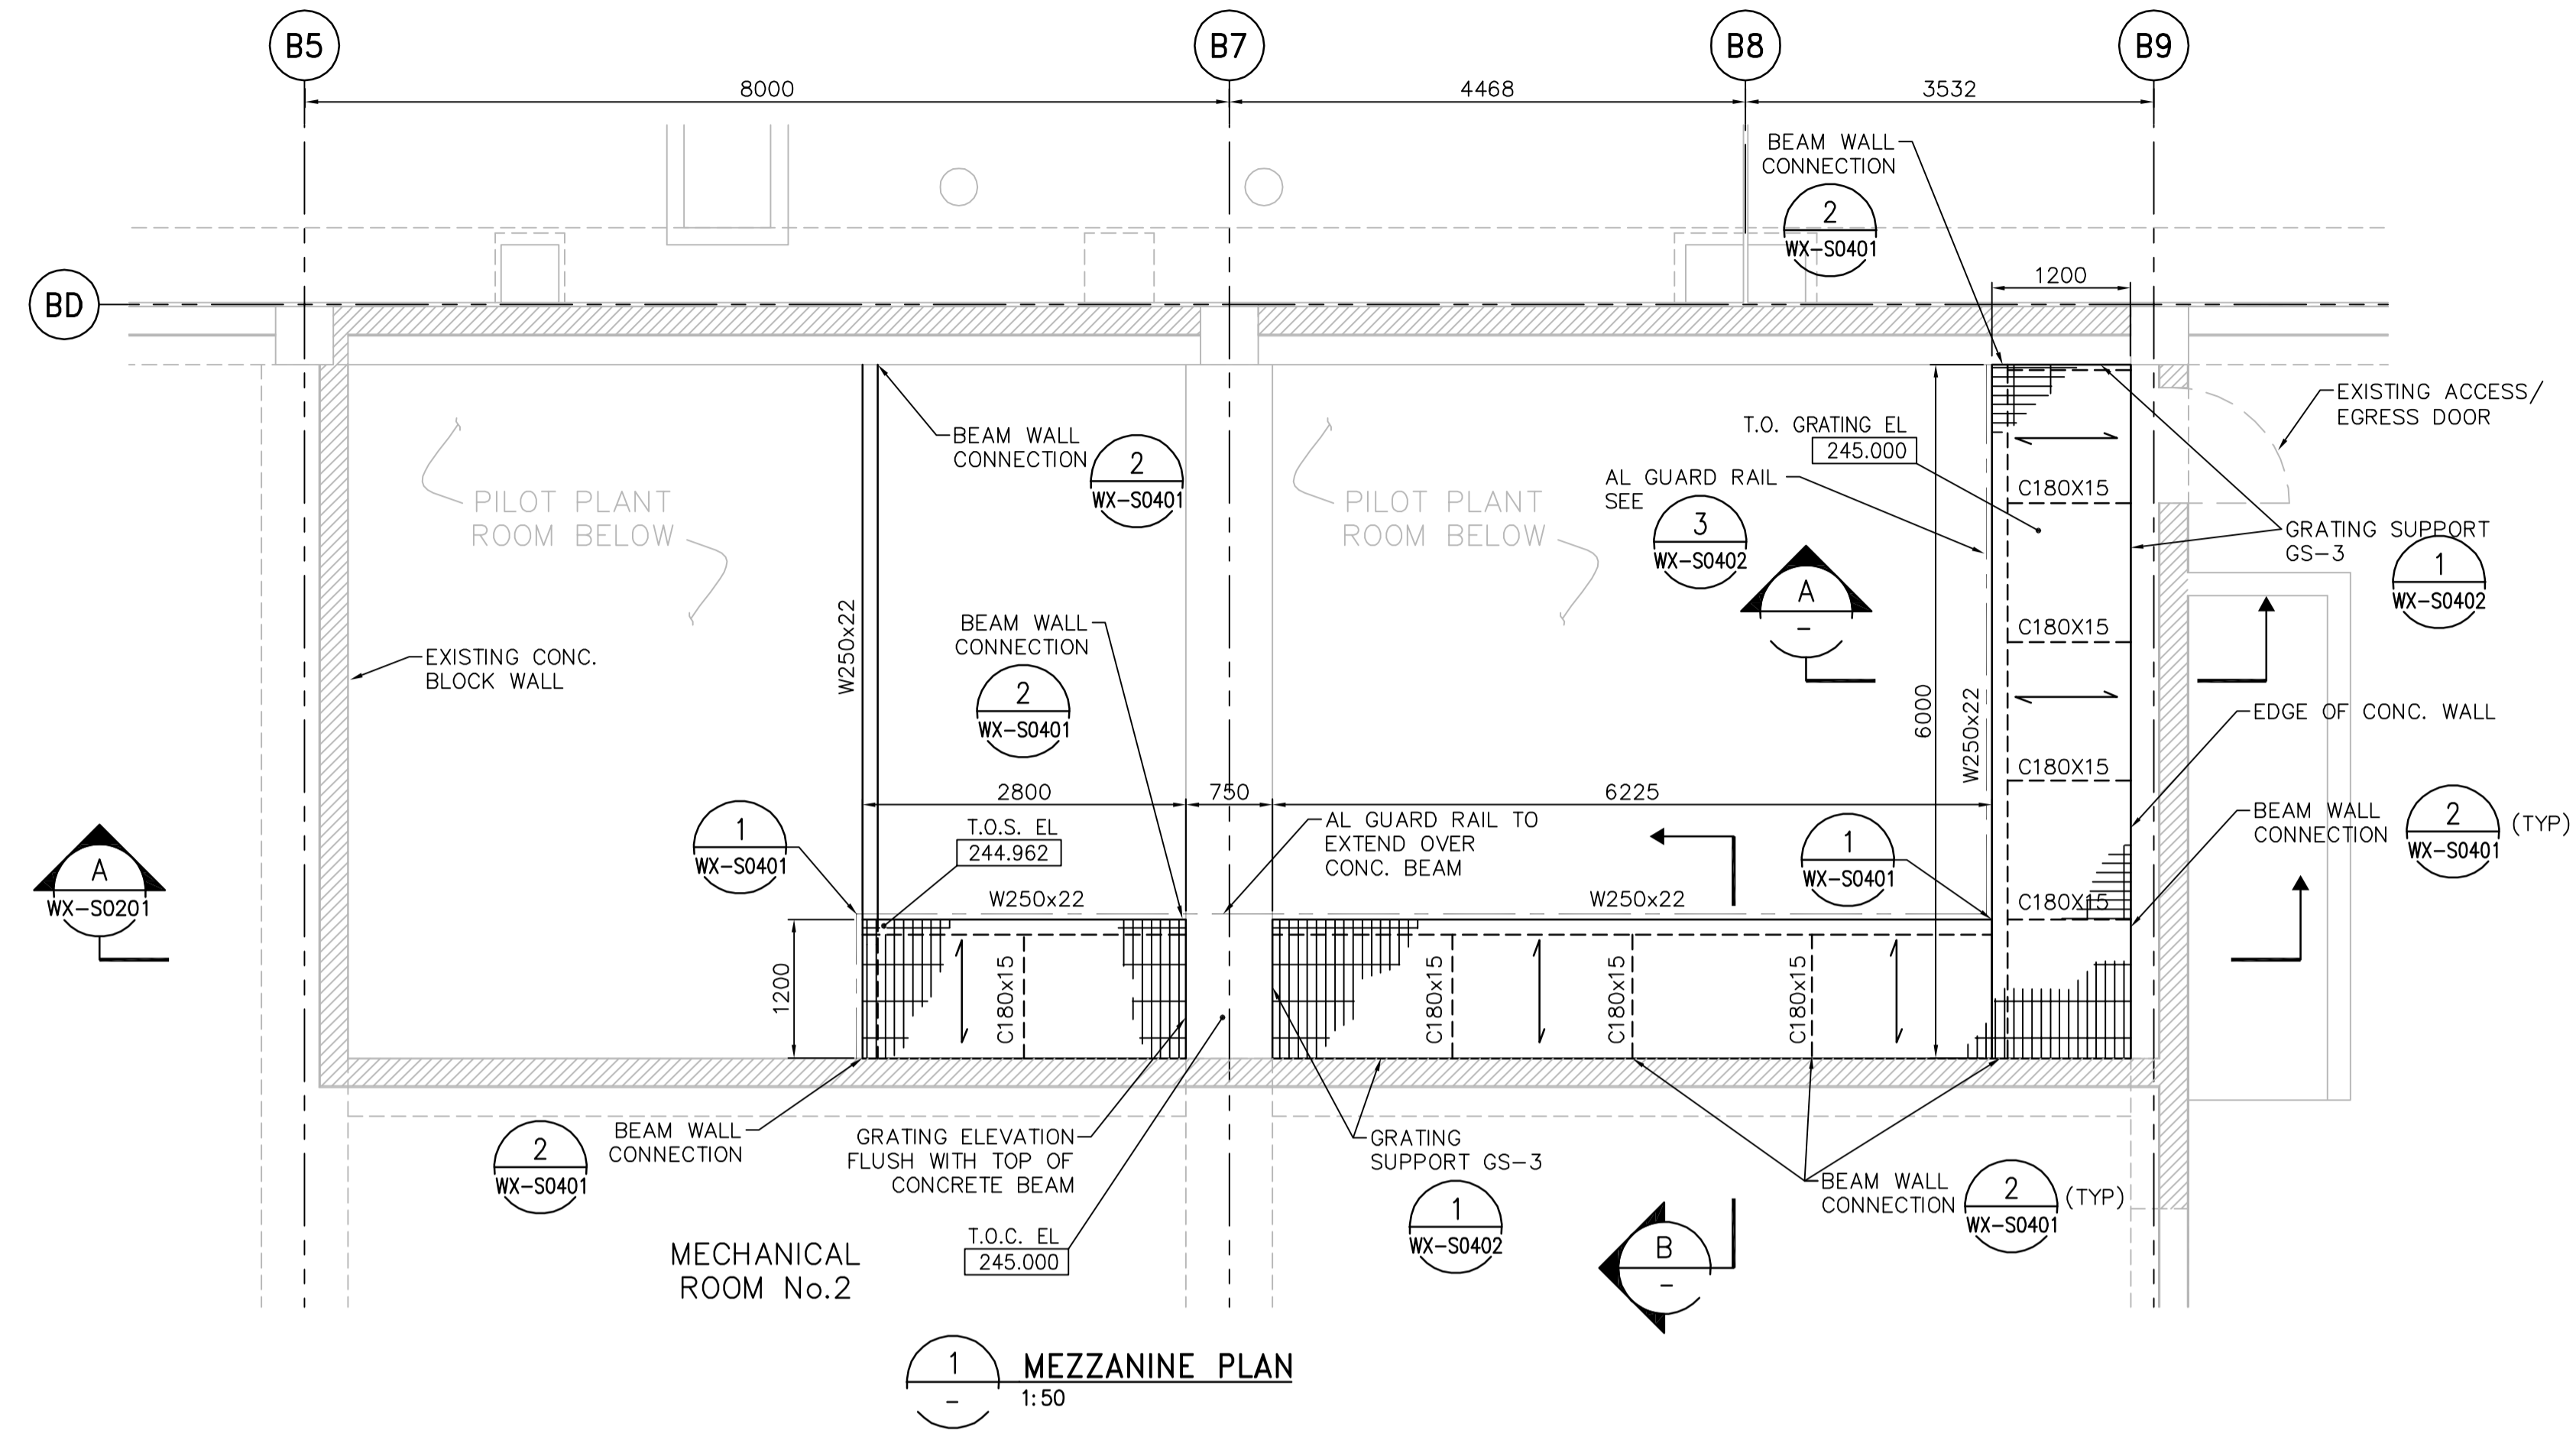 B5
B7
B8
B9
8000
4468
3532
BEAM WALL
CONNECTION
2
WX-S0401
1200
BD
EXISTING ACCESS/
EGRESS DOOR
T.O. GRATING EL
245.000
BEAM WALL
CONNECTION
2
WX-S0401
AL GUARD RAIL
SEE
3
WX-S0402
C180X15
PILOT PLANT
ROOM BELOW
PILOT PLANT
ROOM BELOW
GRATING SUPPORT
GS-3
1
WX-S0402
A
-
W250x22
BEAM WALL
CONNECTION
2
WX-S0401
C180X15
EXISTING CONC.
BLOCK WALL
6000
W250x22
EDGE OF CONC. WALL
C180X15
2800
750
6225
BEAM WALL
CONNECTION
2
WX-S0401
(TYP)
1
WX-S0401
T.O.S. EL
244.962
AL GUARD RAIL TO
EXTEND OVER
CONC. BEAM
1
WX-S0401
A
WX-S0201
W250x22
W250x22
C180X15
1200
C180x15
C180x15
C180x15
C180x15
BEAM WALL
CONNECTION
2
WX-S0401
GRATING ELEVATION
FLUSH WITH TOP OF
CONCRETE BEAM
GRATING
SUPPORT GS-3
1
WX-S0402
BEAM WALL
CONNECTION
2
WX-S0401
(TYP)
T.O.C. EL
245.000
MECHANICAL
ROOM No.2
B
-
1
-
MEZZANINE PLAN
1:50